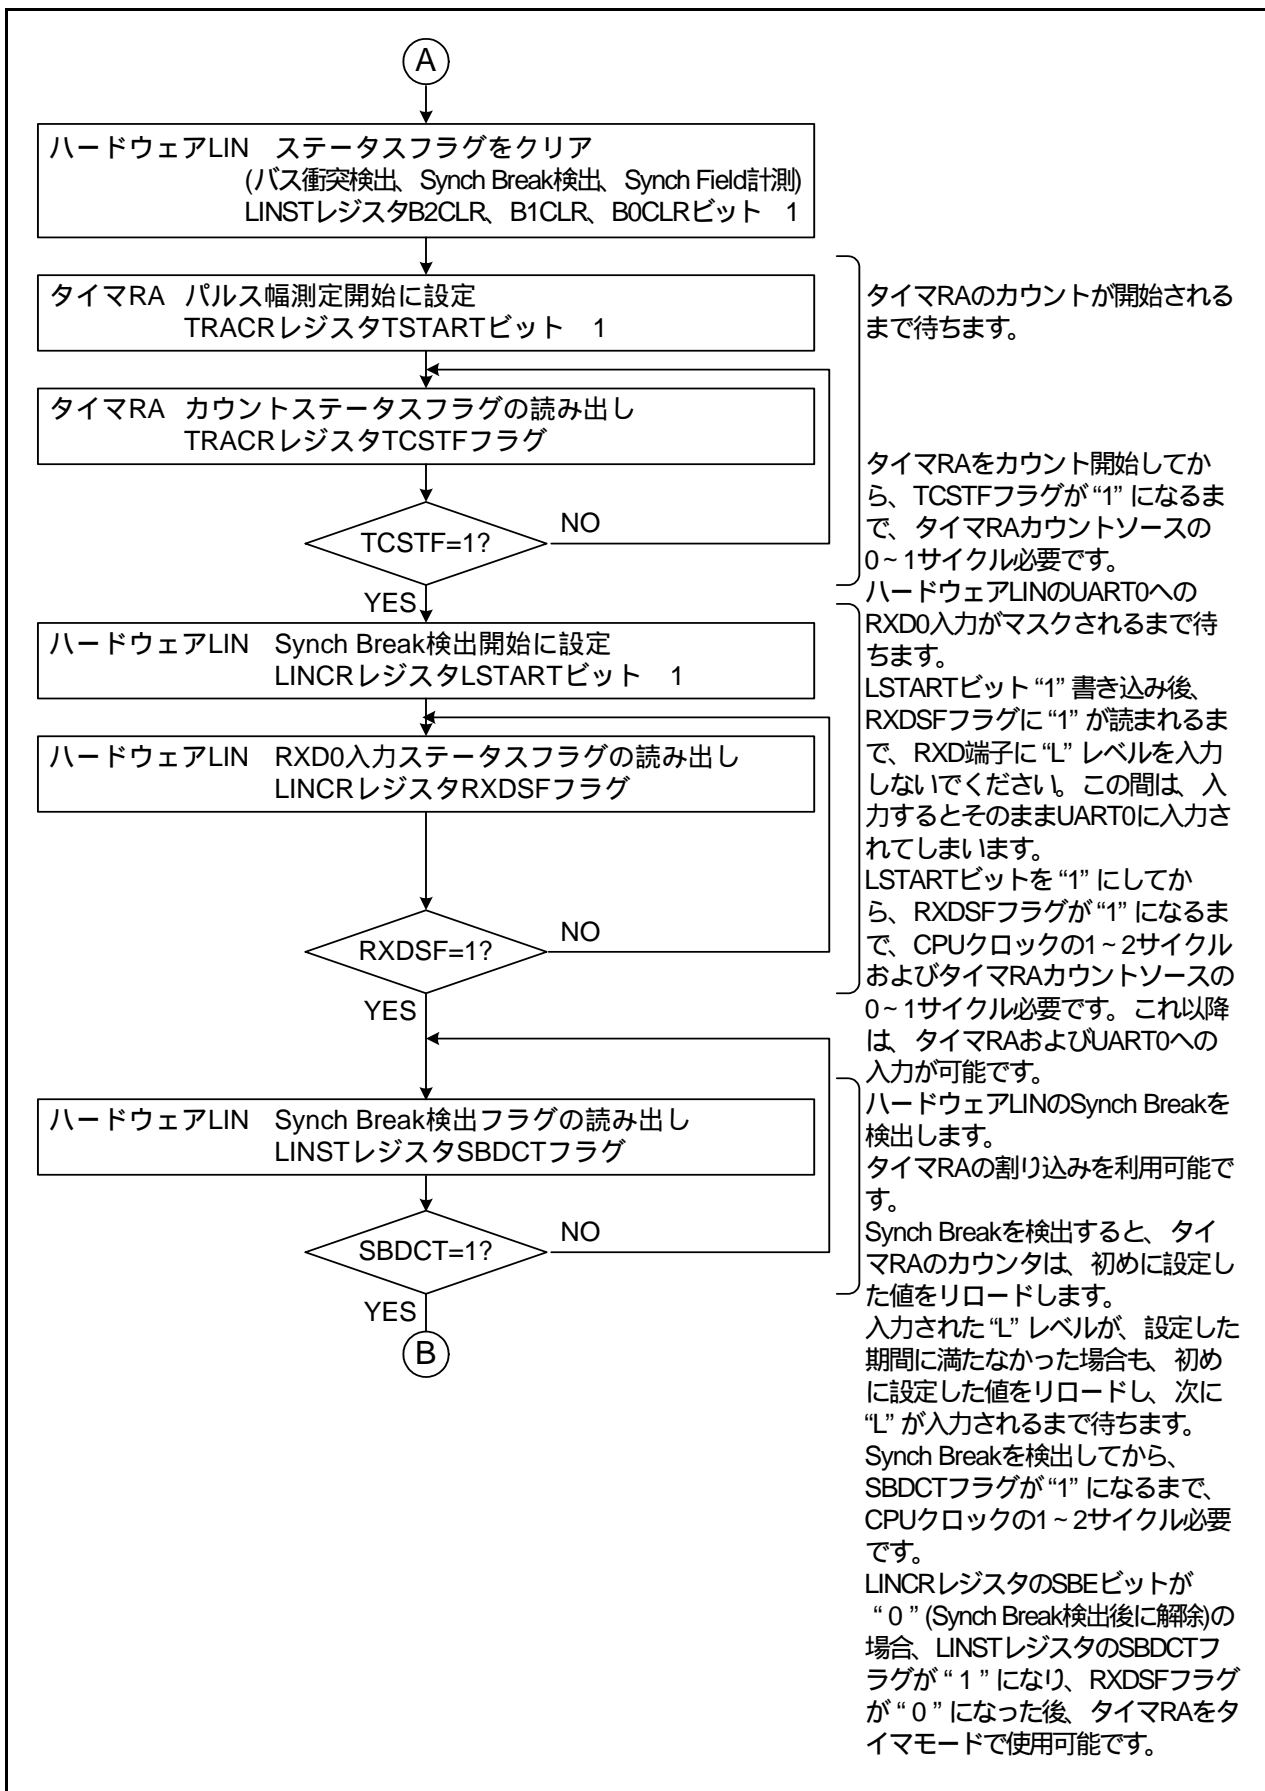 A
ハードウェアLIN ステータスフラグをクリア
(バス衝突検出、Synch Break検出、Synch Field計測)
LINSTレジスタB2CLR、B1CLR、B0CLRビット 1
タイマRA パルス幅測定開始に設定
TRACRレジスタTSTARTビット 1
タイマRA カウントステータスフラグの読み出し
TRACRレジスタTCSTFフラグ
TCSTF=1?
NO
YES
ハードウェアLIN Synch Break検出開始に設定
LINCRレジスタLSTARTビット 1
ハードウェアLIN RXD0入力ステータスフラグの読み出し
LINCRレジスタRXDSFフラグ
RXDSF=1?
NO
YES
ハードウェアLIN Synch Break検出フラグの読み出し
LINSTレジスタSBDCTフラグ
SBDCT=1?
NO
YES
B
タイマRAのカウントが開始される
まで待ちます。
タイマRAをカウント開始してか
ら、TCSTFフラグが“1” になるま
で、タイマRAカウントソースの
0~1サイクル必要です。
ハードウェアLINのUART0への
RXD0入力がマスクされるまで待
ちます。
LSTARTビット“1” 書き込み後、
RXDSFフラグに“1” が読まれるま
で、RXD端子に“L” レベルを入力
しないでください。この間は、入
力するとそのままUART0に入力さ
れてしまいます。
LSTARTビットを“1” にしてか
ら、RXDSFフラグが“1” になるま
で、CPUクロックの1~2サイクル
およびタイマRAカウントソースの
0~1サイクル必要です。これ以降
は、タイマRAおよびUART0への
入力が可能です。
ハードウェアLINのSynch Breakを
検出します。
タイマRAの割り込みを利用可能で
す。
Synch Breakを検出すると、タイ
マRAのカウンタは、初めに設定し
た値をリロードします。
入力された“L” レベルが、設定した
期間に満たなかった場合も、初め
に設定した値をリロードし、次に
“L” が入力されるまで待ちます。
Synch Breakを検出してから、
SBDCTフラグが“1” になるまで、
CPUクロックの1~2サイクル必要
です。
LINCRレジスタのSBEビットが
“0”(Synch Break検出後に解除)の
場合、LINSTレジスタのSBDCTフ
ラグが“1”になり、RXDSFフラグ
が“0”になった後、タイマRAをタ
イマモードで使用可能です。